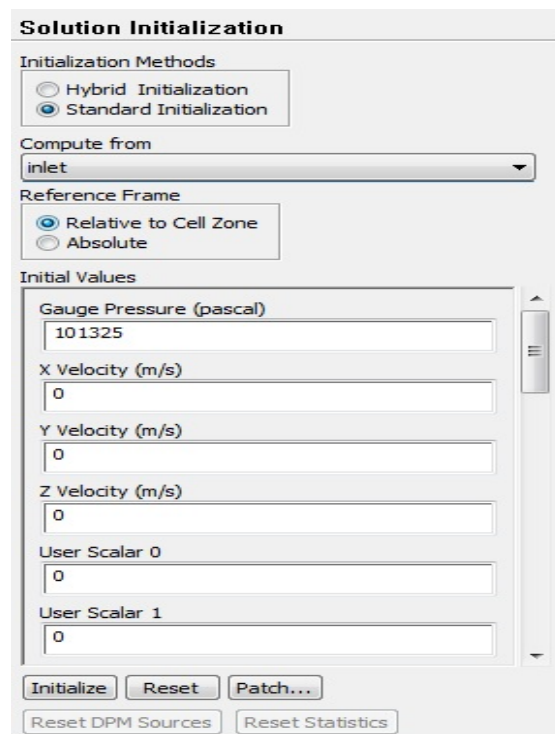 Solution Initialization
Initialization Methods
Hybrid Initialization
Standard Initialization
Compute from
inlet
Reference Frame
Relative to Cell Zone
Absolute
Initial Values
Gauge Pressure (pascal)
101325
X Velocity (m/s)
0
Y Velocity (m/s)
0
Z Velocity (m/s)
0
User Scalar 0
0
User Scalar 1
0
Initialize Reset Patch...
Reset DPM Sources Reset Statistics